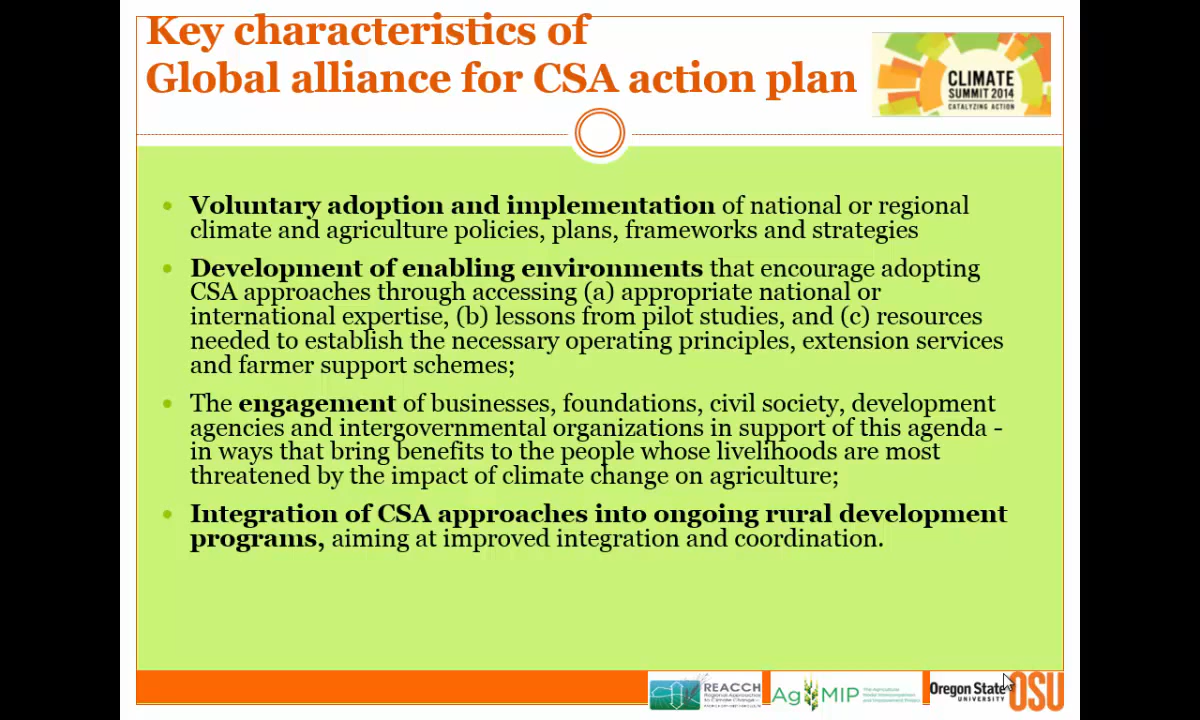 Key characteristics of
Global alliance for CSA action plan
CLIMATE
SUMMIT 2014
CATALYZING ACTION
• Voluntary adoption and implementation of national or regional
climate and agriculture policies, plans, frameworks and strategies
• Development of enabling environments that encourage adopting
CSA approaches through accessing (a) appropriate national or
international expertise, (b) lessons from pilot studies, and (c) resources
needed to establish the necessary operating principles, extension services
and farmer support schemes;
• The engagement of businesses, foundations, civil society, development
agencies and intergovernmental organizations in support of this agenda -
in ways that bring benefits to the people whose livelihoods are most
threatened by the impact of climate change on agriculture;
• Integration of CSA approaches into ongoing rural development
programs, aiming at improved integration and coordination.
REACCH
Regional Approaches
to Climate Change
AgMIP
Oregon State
UNIVERSITY
OSU